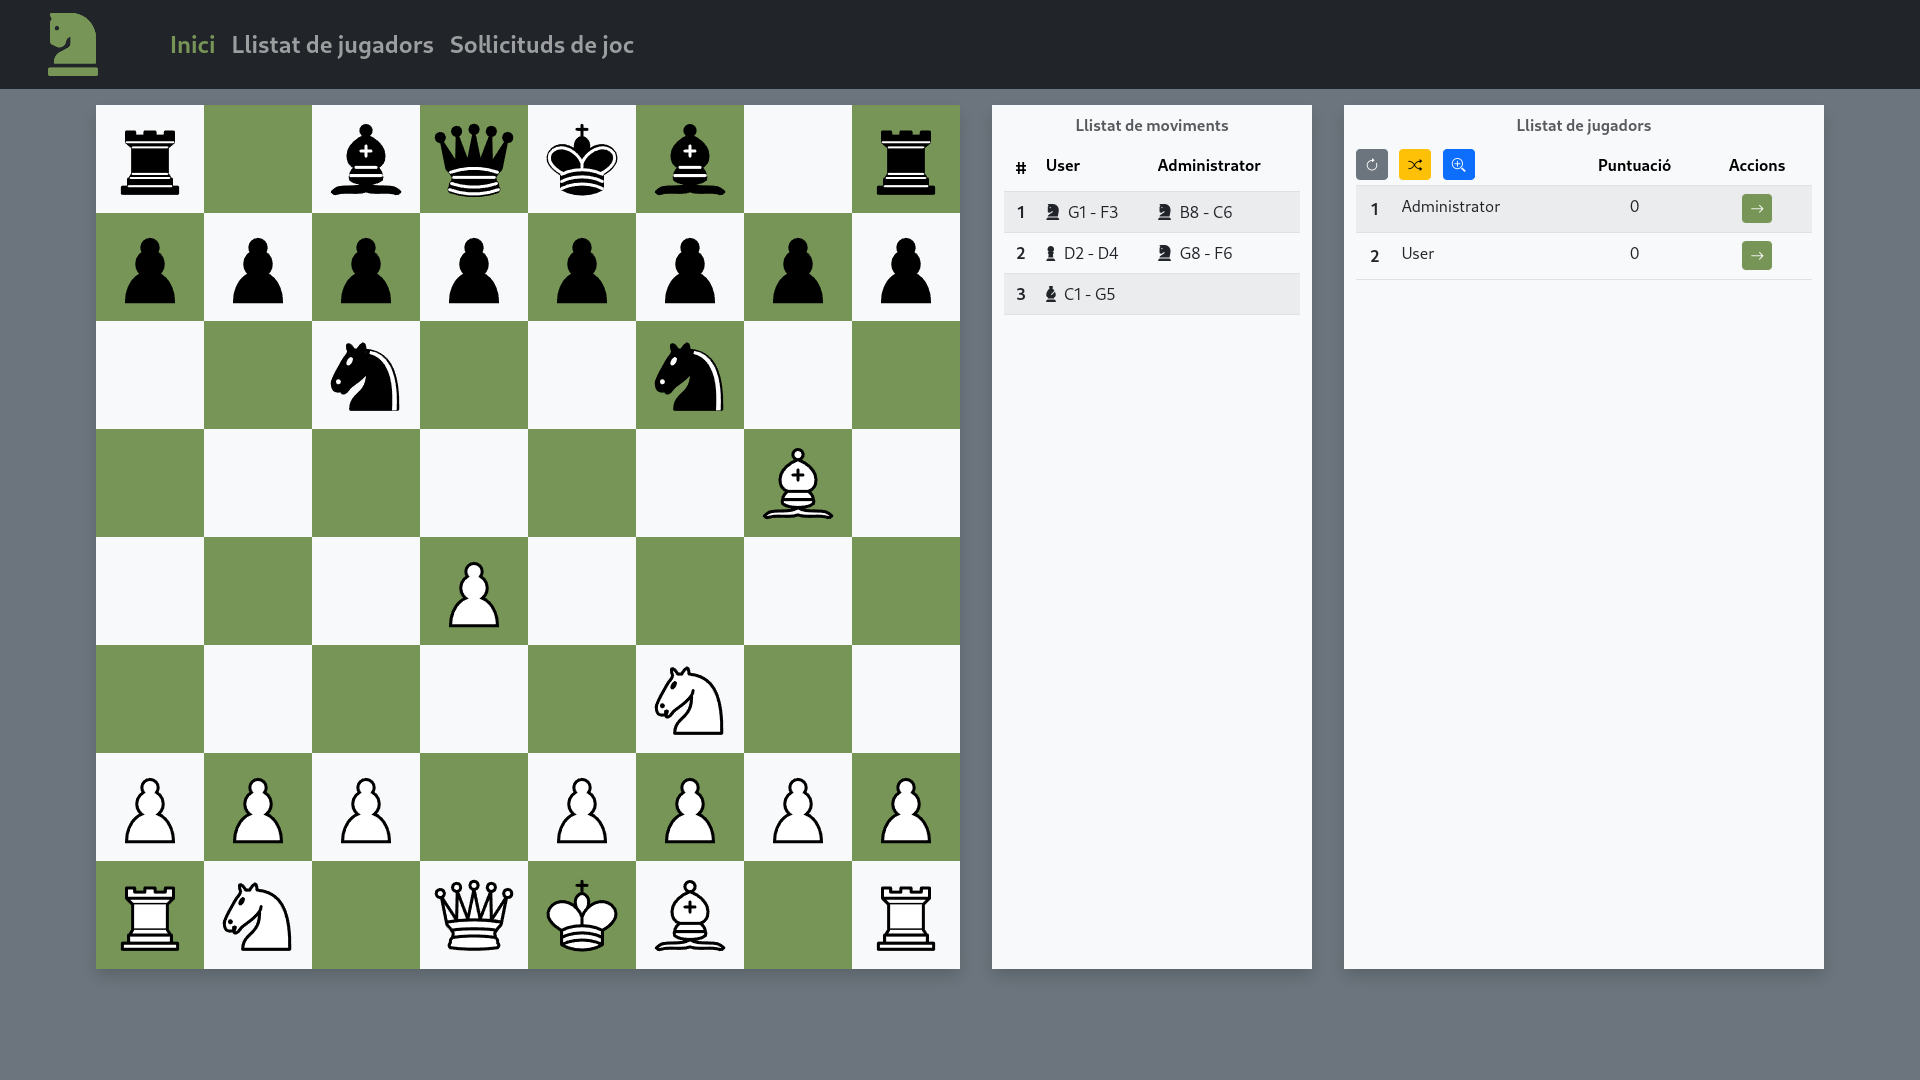 Inici Llistat de jugadors Sol·licituds de joc
Llistat de moviments
# User Administrator
1 G1 - F3 B8 - C6
2 D2 - D4 G8 - F6
3 C1 - G5
Llistat de jugadors
Puntuació Accions
1 Administrator 0
2 User 0